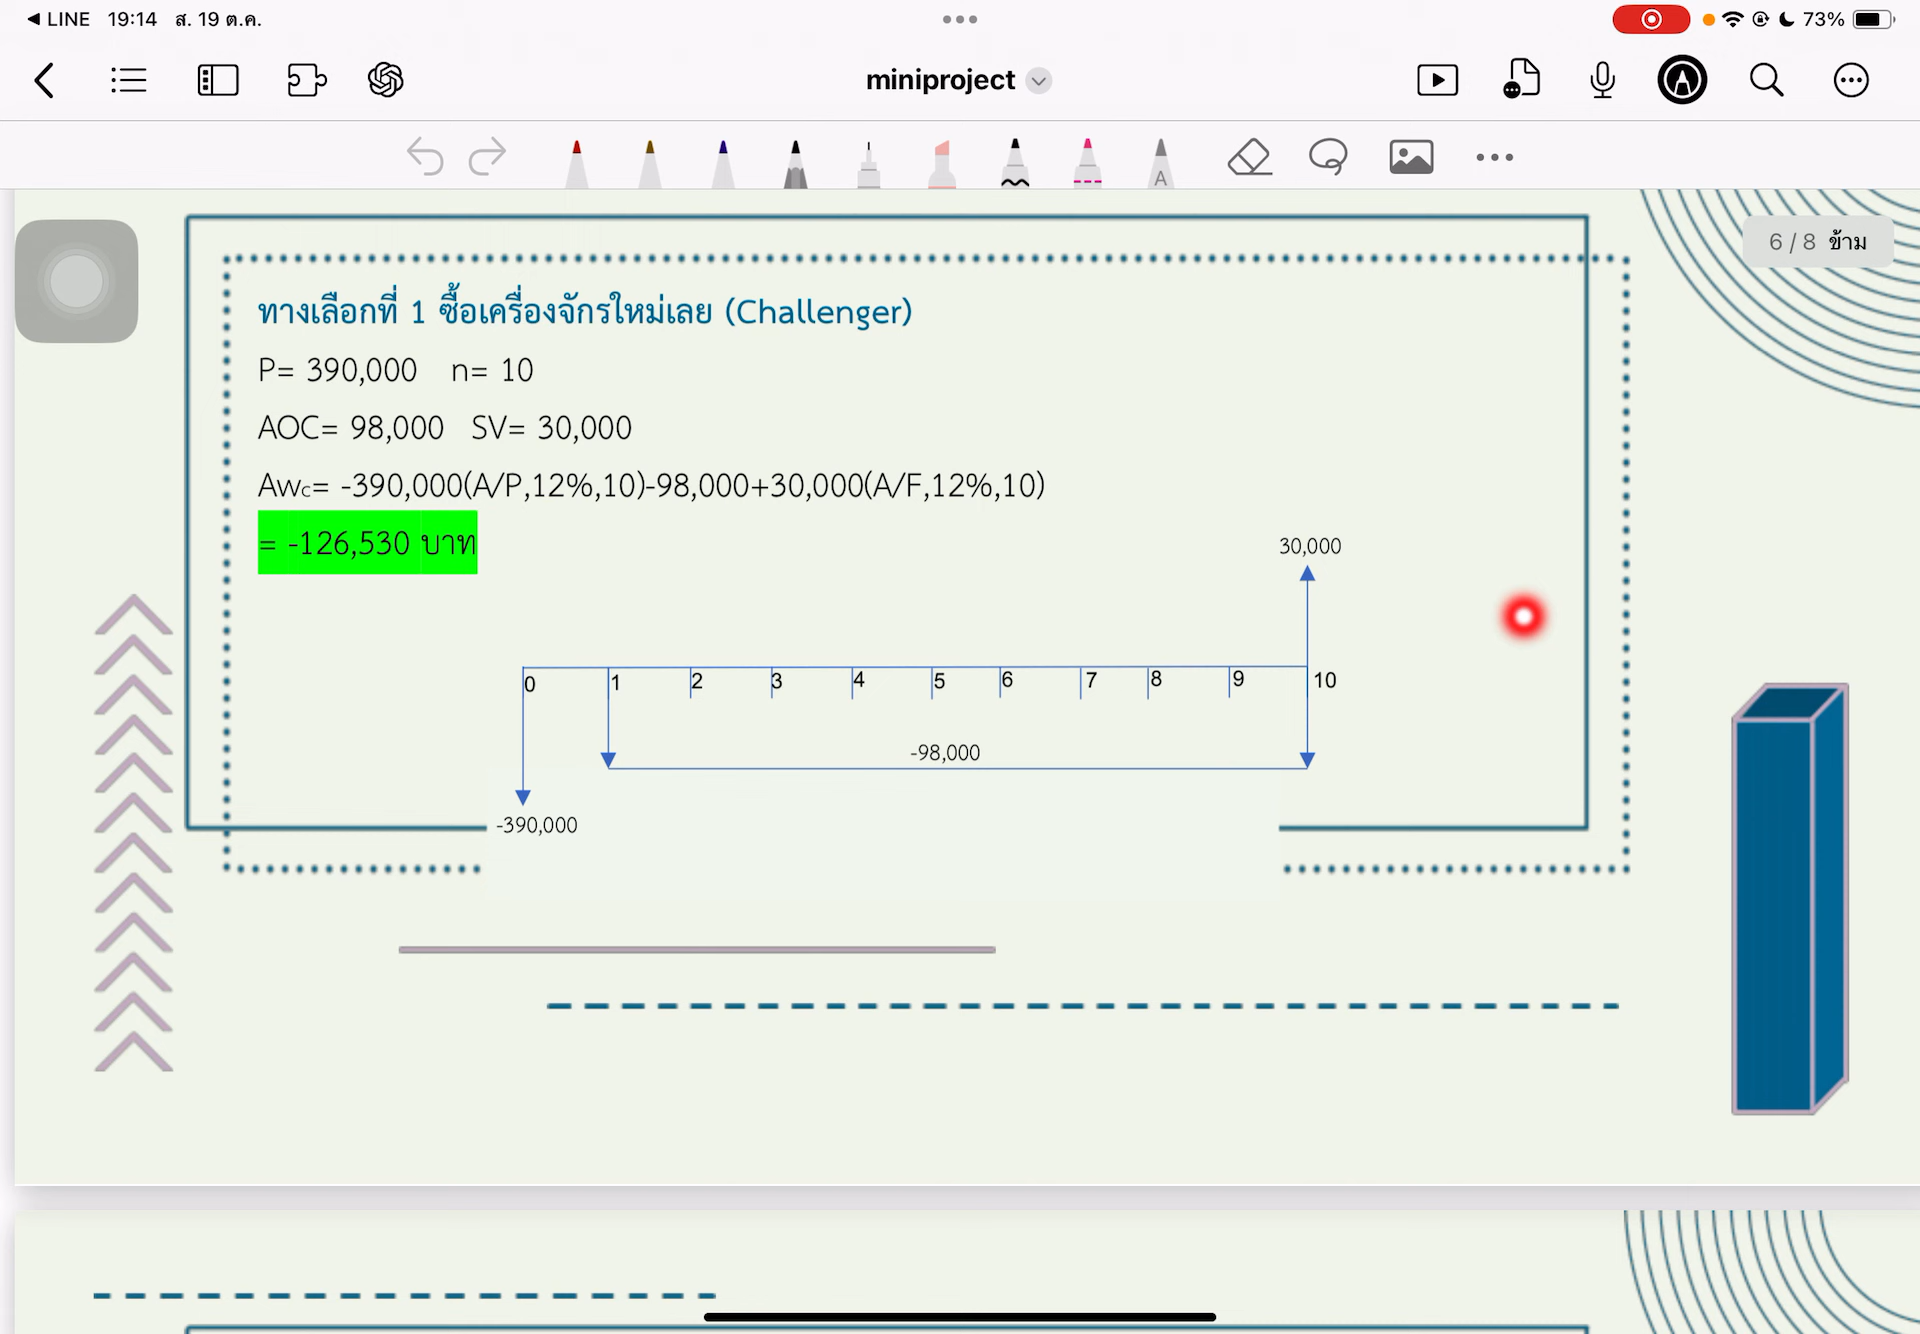 LINE 19:14 ส. 19 ต.ค. 73%
miniproject
A
6 / 8 ข้าม
ทางเลือกที่ 1 ซื้อเครื่องจักรใหม่เลย (Challenger)
P= 390,000 n= 10
AOC= 98,000 SV= 30,000
AWc= -390,000(A/P,12%,10)-98,000+30,000(A/F,12%,10)
= -126,530 บาท
30,000
0 1 2 3 4 5 6 7 8 9 10
-98,000
-390,000